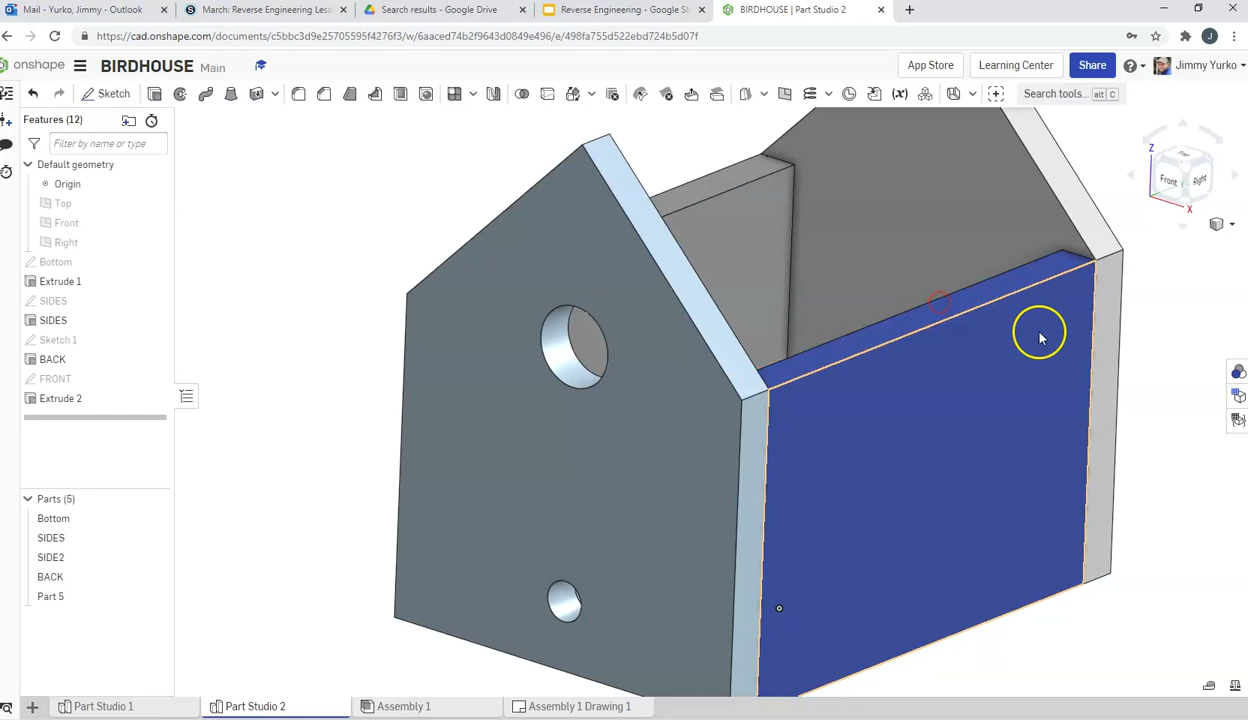 Mail - Yurko, Jimmy - Outlook
March: Reverse Engineering Less
Search results - Google Drive
Reverse Engineering - Google Sl
BIRDHOUSE | Part Studio 2
https://cad.onshape.com/documents/c5bbc3d9e25705595f4276f3/w/6aaced74b2f9643d0849e496/e/498fa755d522ebd724b5d07f
onshape
BIRDHOUSE Main
App Store
Learning Center
Share
Jimmy Yurko
Sketch
(x)
Search tools...
alt C
Features (12)
Filter by name or type
Default geometry
Origin
Top
Front
Right
Bottom
Extrude 1
SIDES
SIDES
Sketch 1
BACK
FRONT
Extrude 2
Parts (5)
Bottom
SIDES
SIDE2
BACK
Part 5
Z
Front
Right
X
Part Studio 1
Part Studio 2
Assembly 1
Assembly 1 Drawing 1